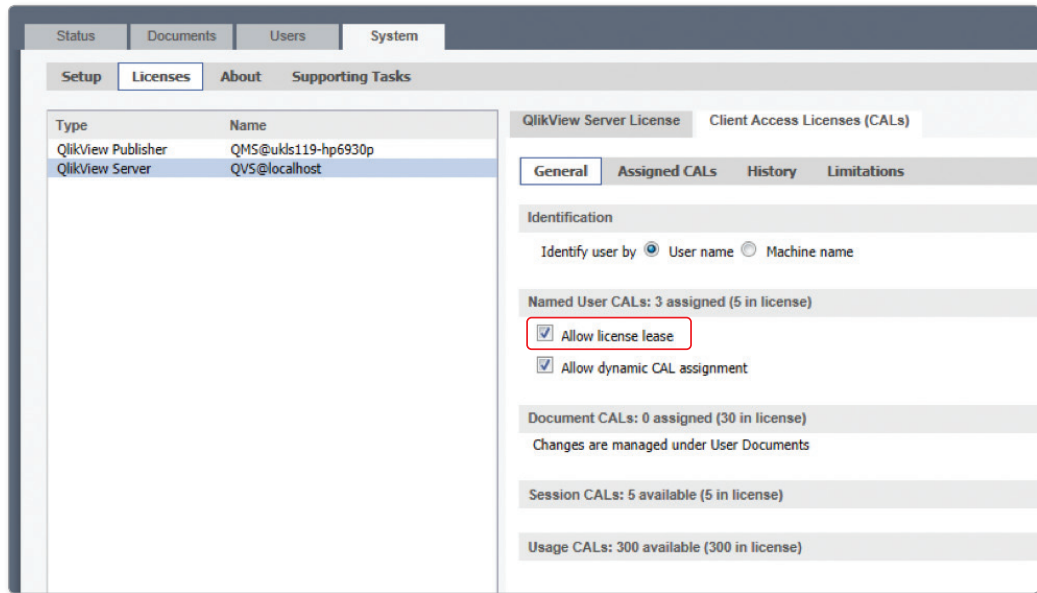 Status Documents Users System
Setup Licenses About Supporting Tasks
Type Name
QlikView Publisher QMS@ukls119-hp6930p
QlikView Server QVS@localhost
QlikView Server License Client Access Licenses (CALs)
General Assigned CALs History Limitations
Identification
Identify user by User name Machine name
Named User CALs: 3 assigned (5 in license)
Allow license lease
Allow dynamic CAL assignment
Document CALs: 0 assigned (30 in license)
Changes are managed under User Documents
Session CALs: 5 available (5 in license)
Usage CALs: 300 available (300 in license)